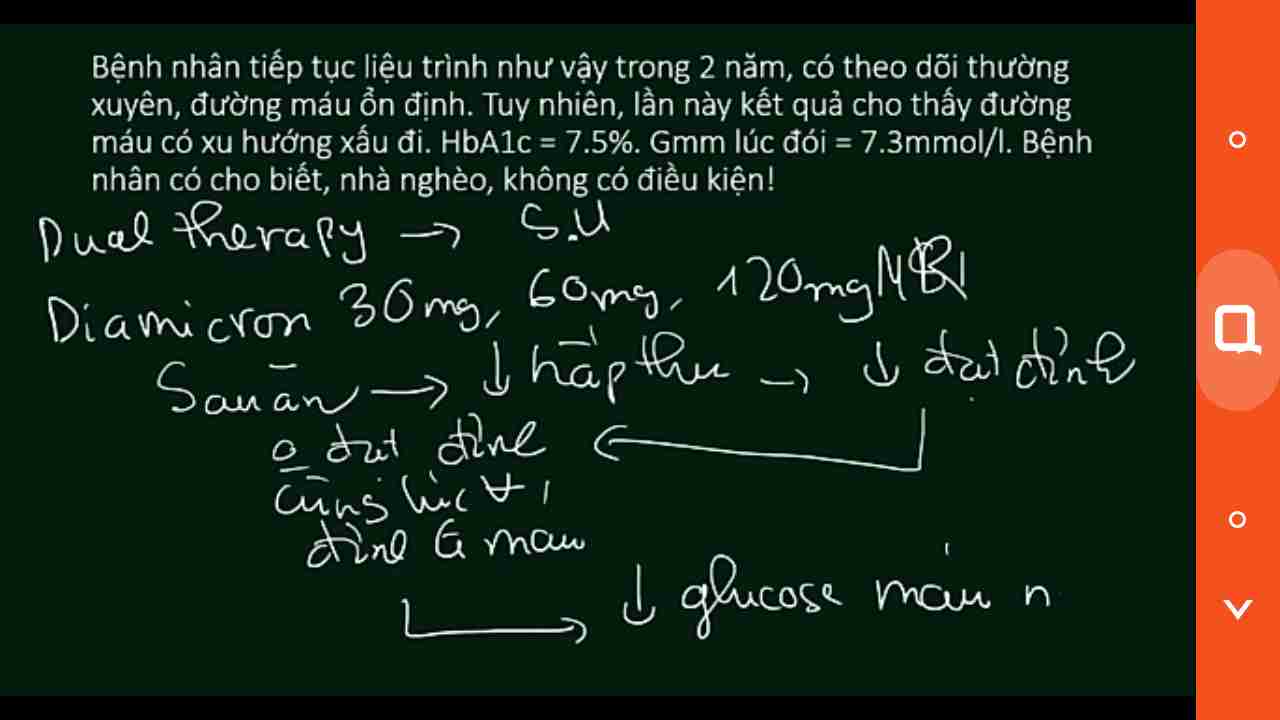 Bệnh nhân tiếp tục liệu trình như vậy trong 2 năm, có theo dõi thường
xuyên, đường máu ổn định. Tuy nhiên, lần này kết quả cho thấy đường
máu có xu hướng xấu đi. HbA1c = 7.5%. Gmm lúc đói = 7.3mmol/l. Bệnh
nhân có cho biết, nhà nghèo, không có điều kiện!
Dual therapy → S.U
Diamicron 30mg, 60mg, 120mg MR
Sau ăn → ↓ hấp thu → ↓ đạt đỉnh
đạt đỉnh
cùng lúc
đỉnh G máu
↓ glucose máu n